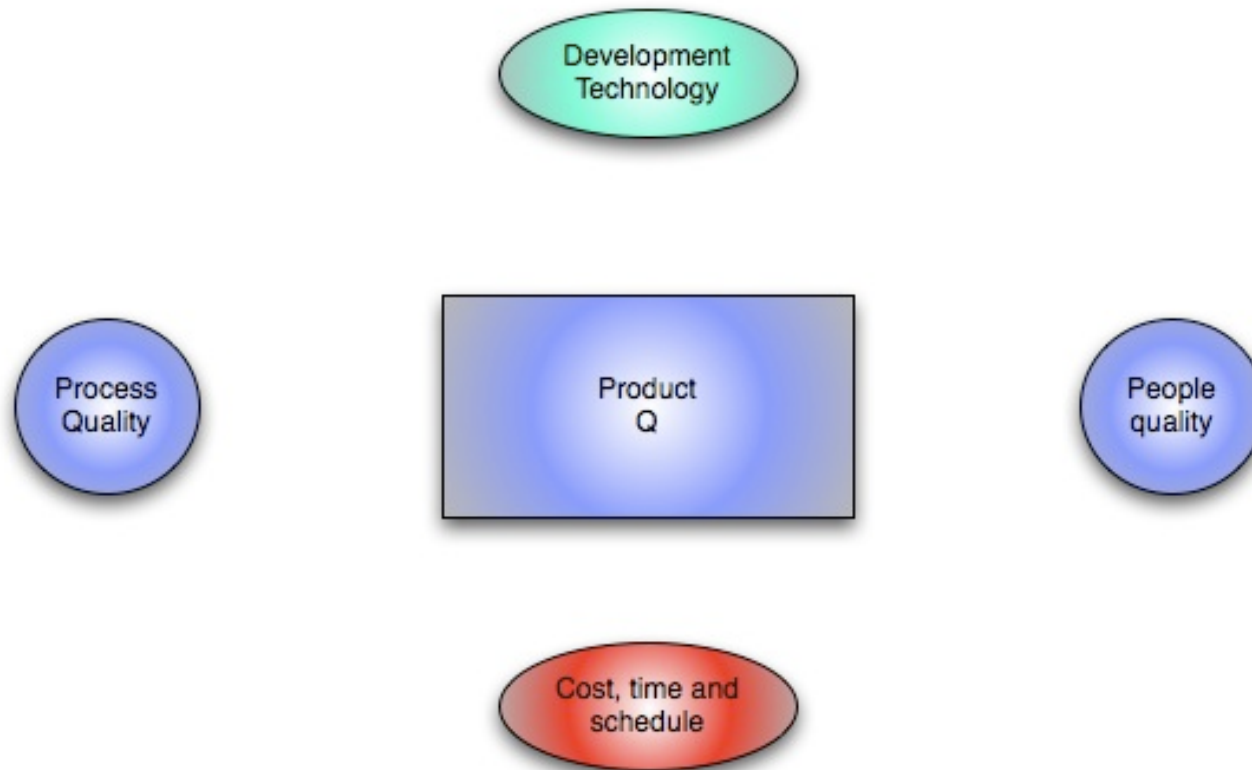 Development
Technology
Process
Quality
Product
Q
People
quality
Cost, time and
schedule